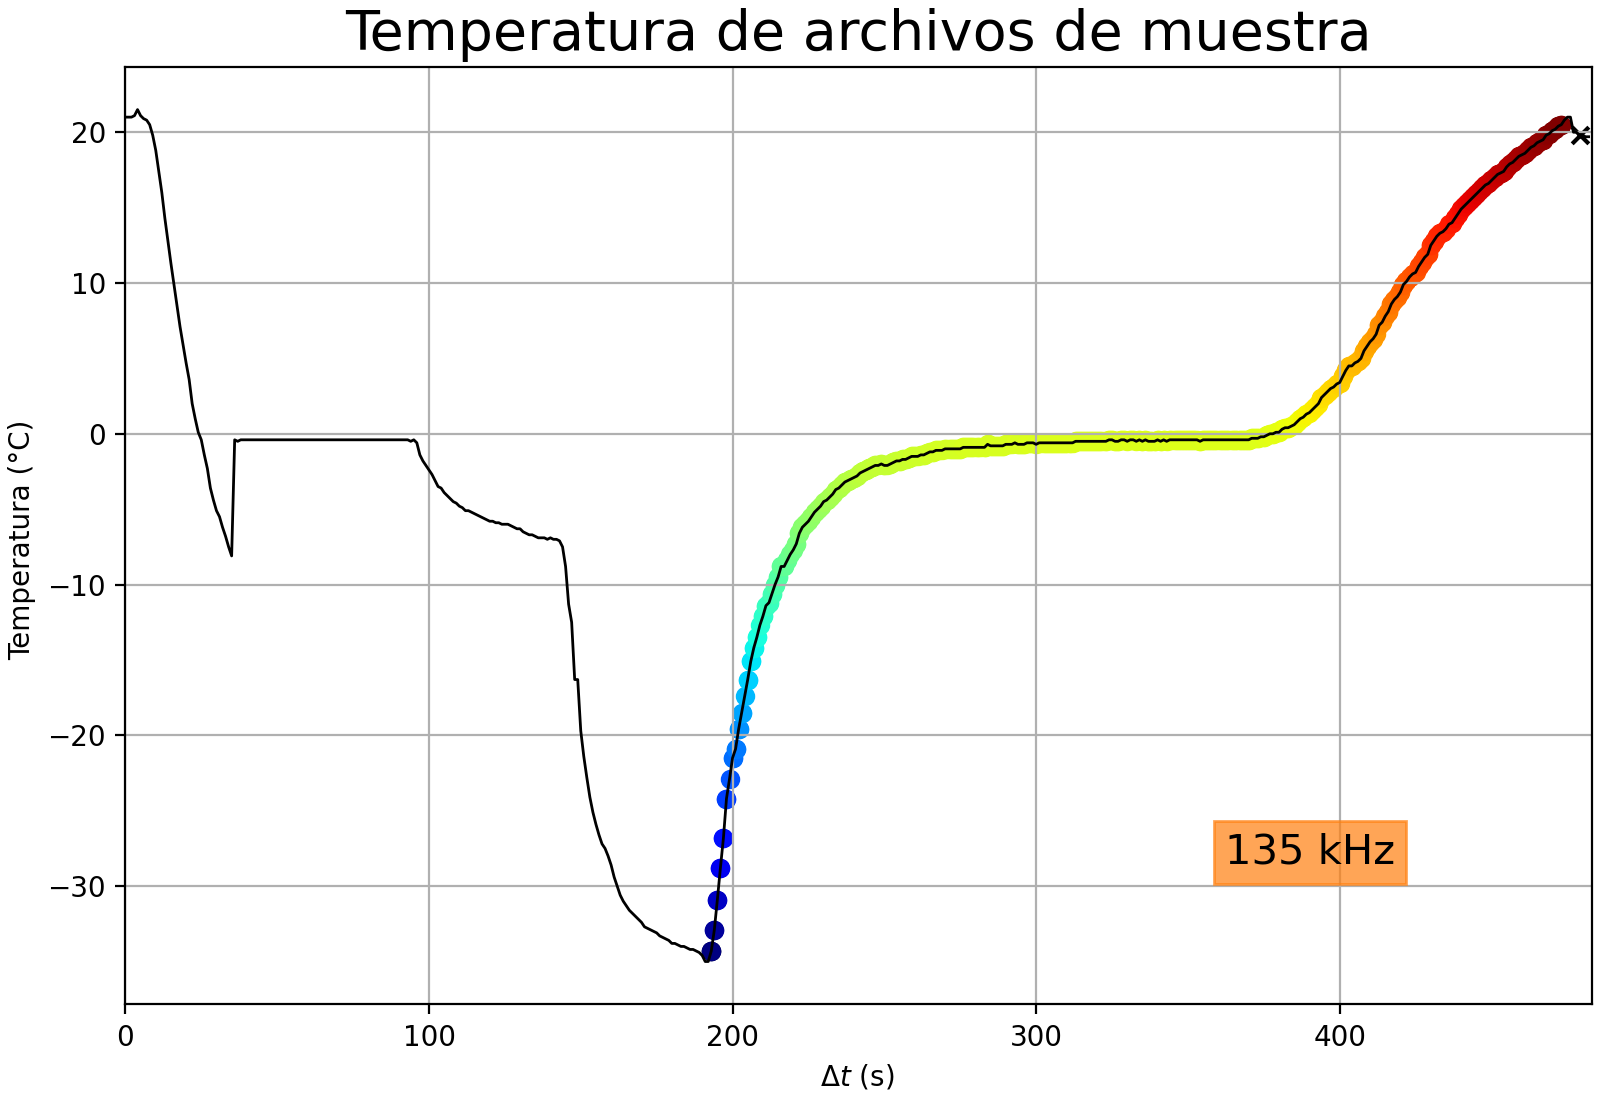 Temperatura de archivos de muestra
Temperatura (°C)
20
10
0
−10
−20
−30
135 kHz
0 100 200 300 400
Δt (s)